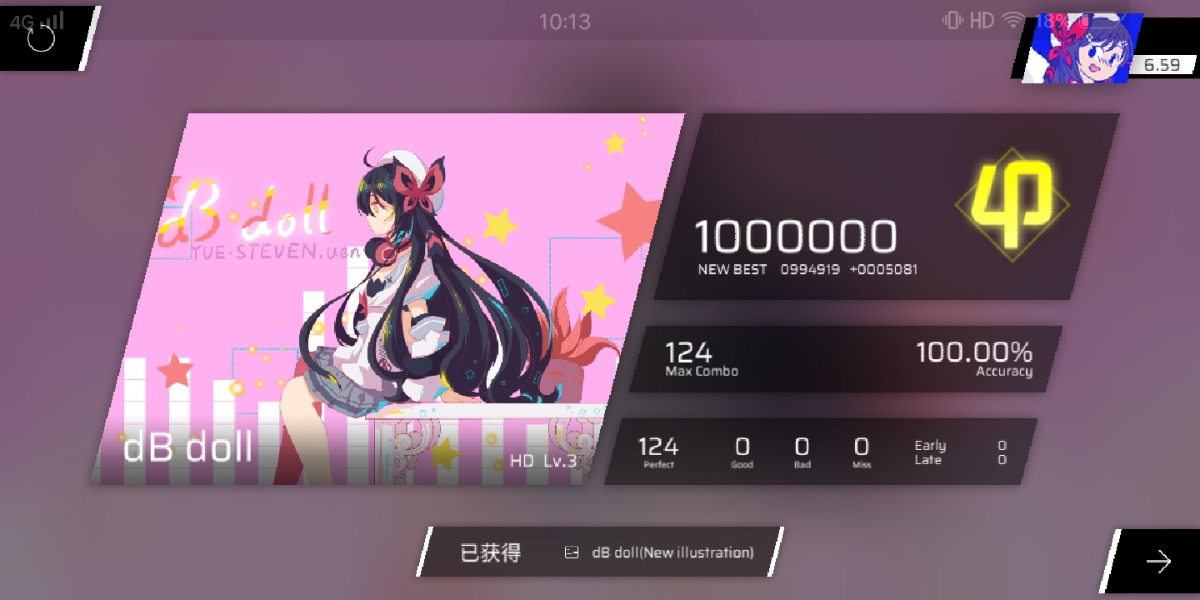 4G
10:13
HD
18%
6.59
dB doll
YUE·STEVEN.uen
φ
1000000
NEW BEST 0994919 +0005081
124
Max Combo
100.00%
Accuracy
dB doll
HD Lv.3
124
Perfect
0
Good
0
Bad
0
Miss
Early 0
Late 0
已获得
dB doll(New illustration)